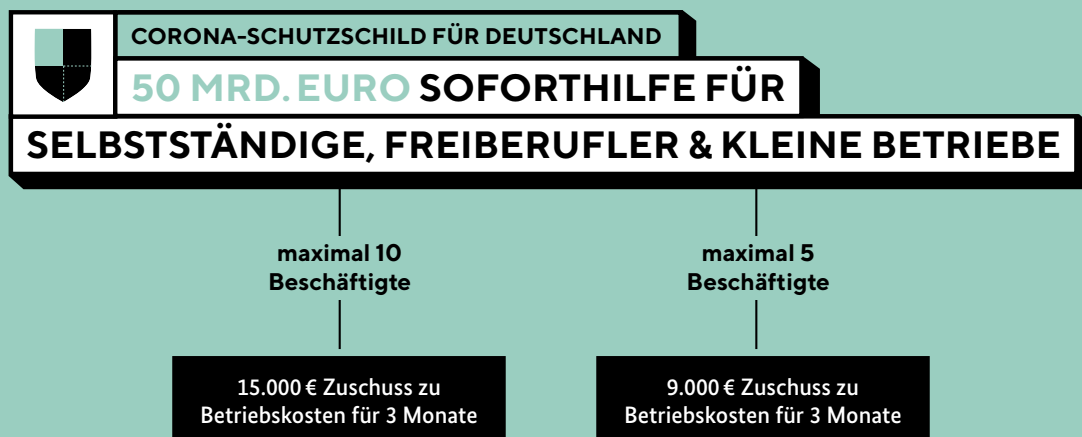 CORONA-SCHUTZSCHILD FÜR DEUTSCHLAND
50 MRD. EURO SOFORTHILFE FÜR
SELBSTSTÄNDIGE, FREIBERUFLER & KLEINE BETRIEBE
maximal 10
Beschäftigte
15.000 € Zuschuss zu
Betriebskosten für 3 Monate
maximal 5
Beschäftigte
9.000 € Zuschuss zu
Betriebskosten für 3 Monate